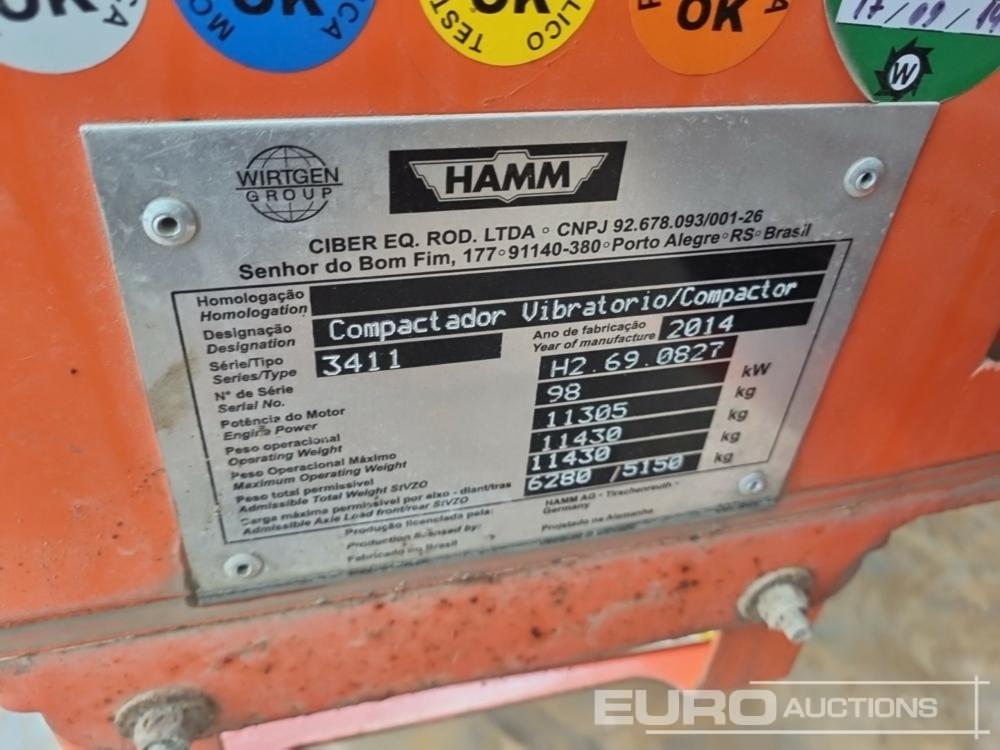 OK
OK
OK
OK
TEST
17/09/14
W
WIRTGEN
GROUP
HAMM
CIBER EQ. ROD. LTDA ∘ CNPJ 92.678.093/001-26
Senhor do Bom Fim, 177∘91140-380∘Porto Alegre∘RS∘Brasil
Homologação
Homologation
Designação
Designation
Compactador Vibratorio/Compactor
Série/Tipo
Series/Type
3411
Ano de fabricação
Year of manufacture
2014
N° de Série
Serial No.
H2.69.0827
Potência do Motor
Engine Power
98 kW
Peso operacional
Operating Weight
11305 kg
Peso Operacional Máximo
Maximum Operating Weight
11430 kg
Peso total permissível
Admissible Total Weight StVZO
11430 kg
Carga máxima permissível por eixo - diant/tras
Admissible Axle Load front/rear StVZO
6280 /5150 kg
Produção licenciada pela:
Production licensed by:
HAMM AG - Tirschenreuth -
Germany
Fabricado no Brasil
Projetado na Alemanha
EURO AUCTIONS